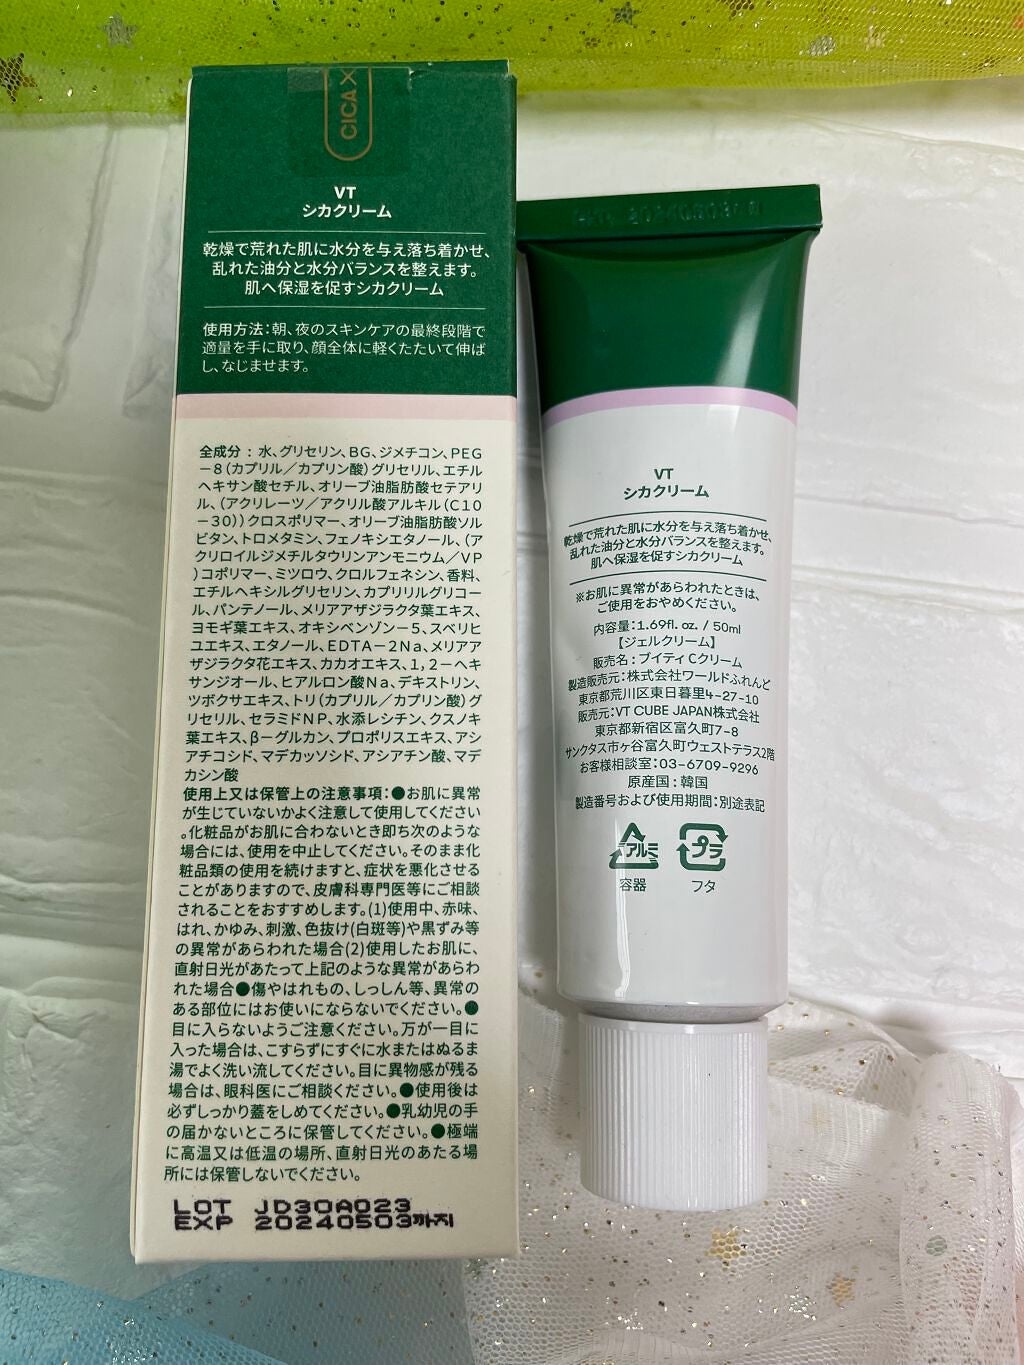 CICA X
VT
シカクリーム
乾燥で荒れた肌に水分を与え落ち着かせ、
乱れた油分と水分バランスを整えます。
肌へ保湿を促すシカクリーム
使用方法:朝、夜のスキンケアの最終段階で
適量を手に取り、顔全体に軽くたたいて伸ば
し、なじませます。
全成分 : 水、グリセリン、BG、ジメチコン、PEG
－8(カプリル／カプリン酸)グリセリル、エチル
ヘキサン酸セチル、オリーブ油脂肪酸セテアリ
ル、(アクリレーツ／アクリル酸アルキル(C10
－30))クロスポリマー、オリーブ油脂肪酸ソル
ビタン、トロメタミン、フェノキシエタノール、(ア
クリロイルジメチルタウリンアンモニウム／VP
)コポリマー、ミツロウ、クロルフェネシン、香料、
エチルヘキシルグリセリン、カプリリルグリコー
ル、パンテノール、メリアアザジラクタ葉エキス、
ヨモギ葉エキス、オキシベンゾン－5、スベリヒ
ユエキス、エタノール、EDTA－2Na、メリアア
ザジラクタ花エキス、カカオエキス、1,2－ヘキ
サンジオール、ヒアルロン酸Na、デキストリン、
ツボクサエキス、トリ(カプリル／カプリン酸)グ
リセリル、セラミドNP、水添レシチン、クスノキ
葉エキス、β－グルカン、プロポリスエキス、アシ
アチコシド、マデカッソシド、アシアチン酸、マデ
カシン酸
使用上又は保管上の注意事項:●お肌に異常
が生じていないかよく注意して使用してください
。化粧品がお肌に合わないとき即ち次のような
場合には、使用を中止してください。そのまま化
粧品類の使用を続けますと、症状を悪化させる
ことがありますので、皮膚科専門医等にご相談
されることをおすすめします。(1)使用中、赤味、
はれ、かゆみ、刺激、色抜け(白斑等)や黒ずみ等
の異常があらわれた場合(2)使用したお肌に、
直射日光があたって上記のような異常があらわ
れた場合●傷やはれもの、しっしん等、異常の
ある部位にはお使いにならないでください。●
目に入らないようご注意ください。万が一目に
入った場合は、こすらずにすぐに水またはぬるま
湯でよく洗い流してください。目に異物感が残る
場合は、眼科医にご相談ください。●使用後は
必ずしっかり蓋をしめてください。●乳幼児の手
の届かないところに保管してください。●極端
に高温又は低温の場所、直射日光のあたる場
所には保管しないでください。
LOT JD30A023
EXP 20240503까지
VT
シカクリーム
乾燥で荒れた肌に水分を与え落ち着かせ、
乱れた油分と水分バランスを整えます。
肌へ保湿を促すシカクリーム
※お肌に異常があらわれたときは、
ご使用をおやめください。
内容量:1.69fl. oz. / 50ml
【ジェルクリーム】
販売名 : ブイティ Cクリーム
製造販売元:株式会社ワールドふれんど
東京都荒川区東日暮里4-27-10
販売元:VT CUBE JAPAN株式会社
東京都新宿区富久町7-8
サンクタス市ヶ谷富久町ウェストテラス2階
お客様相談室:03-6709-9296
原産国 : 韓国
製造番号および使用期間:別途表記
アルミ プラ
容器 フタ